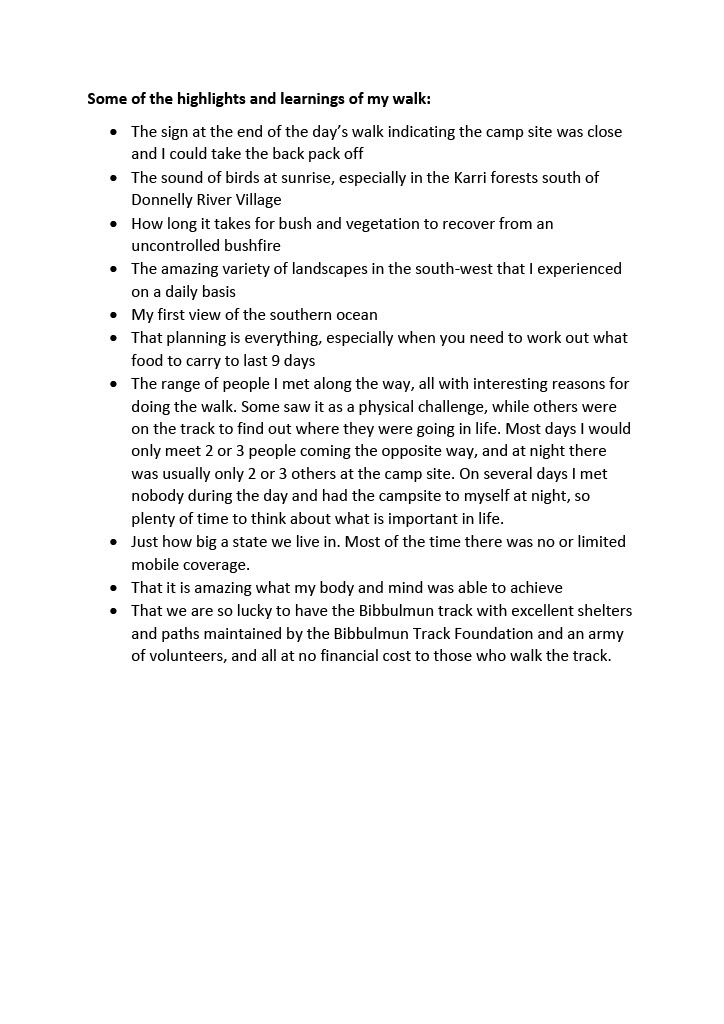 Some of the highlights and learnings of my walk:
• The sign at the end of the day’s walk indicating the camp site was close
and I could take the back pack off
• The sound of birds at sunrise, especially in the Karri forests south of
Donnelly River Village
• How long it takes for bush and vegetation to recover from an
uncontrolled bushfire
• The amazing variety of landscapes in the south-west that I experienced
on a daily basis
• My first view of the southern ocean
• That planning is everything, especially when you need to work out what
food to carry to last 9 days
• The range of people I met along the way, all with interesting reasons for
doing the walk. Some saw it as a physical challenge, while others were
on the track to find out where they were going in life. Most days I would
only meet 2 or 3 people coming the opposite way, and at night there
was usually only 2 or 3 others at the camp site. On several days I met
nobody during the day and had the campsite to myself at night, so
plenty of time to think about what is important in life.
• Just how big a state we live in. Most of the time there was no or limited
mobile coverage.
• That it is amazing what my body and mind was able to achieve
• That we are so lucky to have the Bibbulmun track with excellent shelters
and paths maintained by the Bibbulmun Track Foundation and an army
of volunteers, and all at no financial cost to those who walk the track.